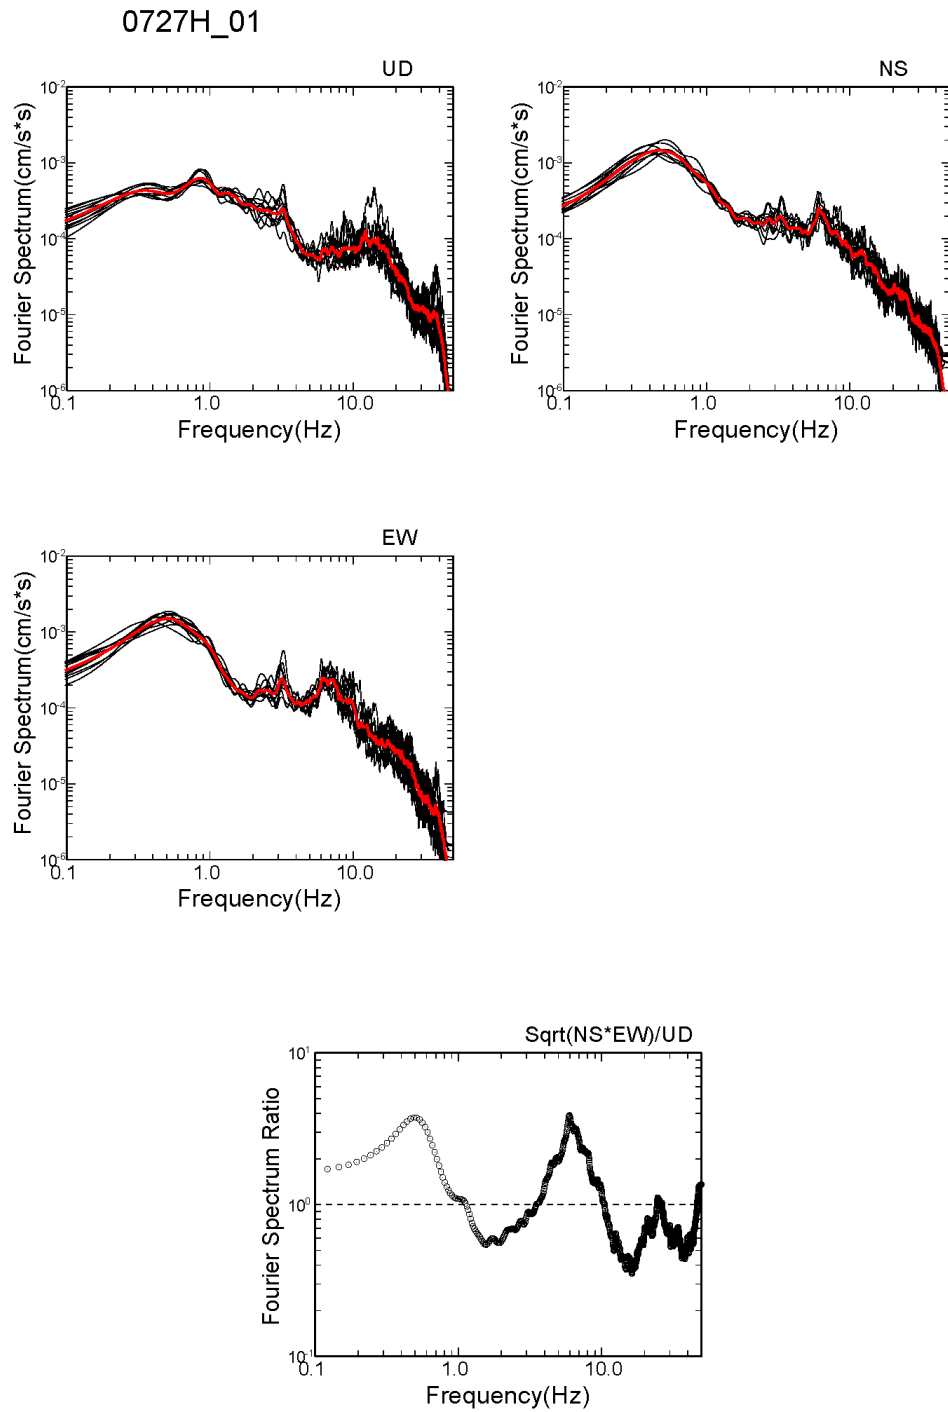 0727H_01
UD
Fourier Spectrum(cm/s*s)
10-2
10-3
10-4
10-5
10-6
0.1 1.0 10.0
Frequency(Hz)
NS
Fourier Spectrum(cm/s*s)
10-2
10-3
10-4
10-5
10-6
0.1 1.0 10.0
Frequency(Hz)
EW
Fourier Spectrum(cm/s*s)
10-2
10-3
10-4
10-5
10-6
0.1 1.0 10.0
Frequency(Hz)
Sqrt(NS*EW)/UD
Fourier Spectrum Ratio
101
100
10-1
0.1 1.0 10.0
Frequency(Hz)